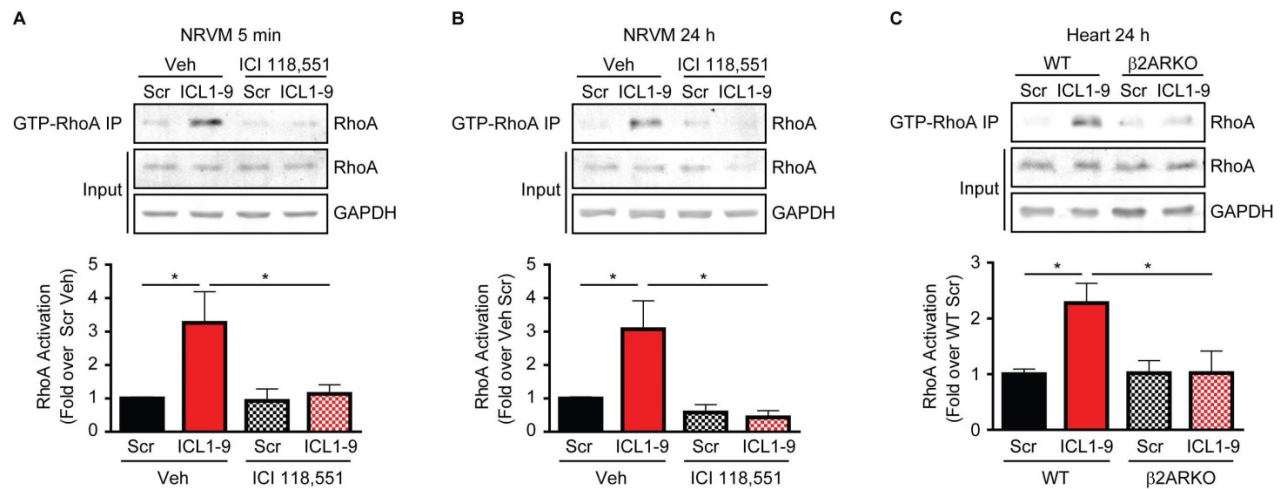 A
NRVM 5 min
Veh ICI 118,551
Scr ICL1-9 Scr ICL1-9
GTP-RhoA IP RhoA
Input RhoA
GAPDH
RhoA Activation
(Fold over Scr Veh)
5
4
3
2
1
0
* *
Scr ICL1-9 Scr ICL1-9
Veh ICI 118,551
B
NRVM 24 h
Veh ICI 118,551
Scr ICL1-9 Scr ICL1-9
GTP-RhoA IP RhoA
Input RhoA
GAPDH
RhoA Activation
(Fold over Veh Scr)
5
4
3
2
1
0
* *
Scr ICL1-9 Scr ICL1-9
Veh ICI 118,551
C
Heart 24 h
WT β2ARKO
Scr ICL1-9 Scr ICL1-9
GTP-RhoA IP RhoA
Input RhoA
GAPDH
RhoA Activation
(Fold over WT Scr)
3
2
1
0
* *
Scr ICL1-9 Scr ICL1-9
WT β2ARKO